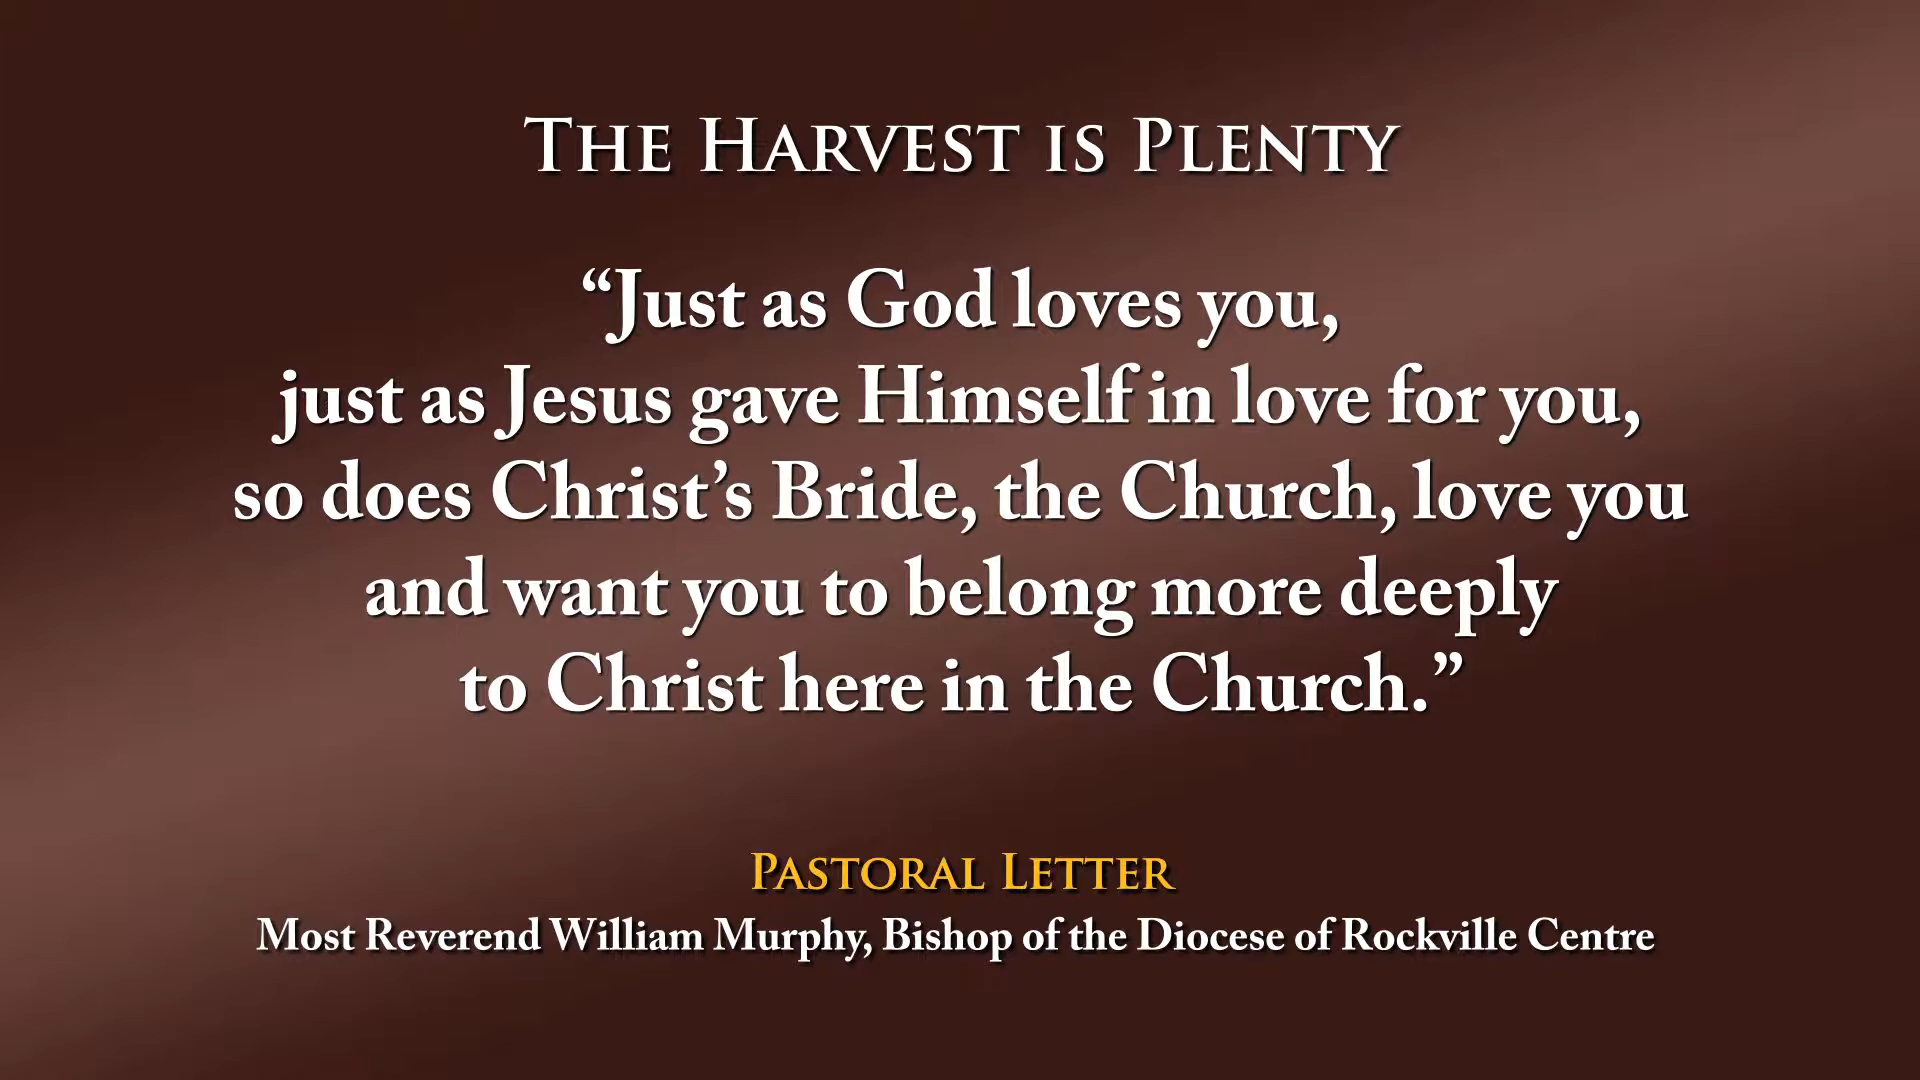 The Harvest is Plenty
“Just as God loves you,
just as Jesus gave Himself in love for you,
so does Christ’s Bride, the Church, love you
and want you to belong more deeply
to Christ here in the Church.”
Pastoral Letter
Most Reverend William Murphy, Bishop of the Diocese of Rockville Centre